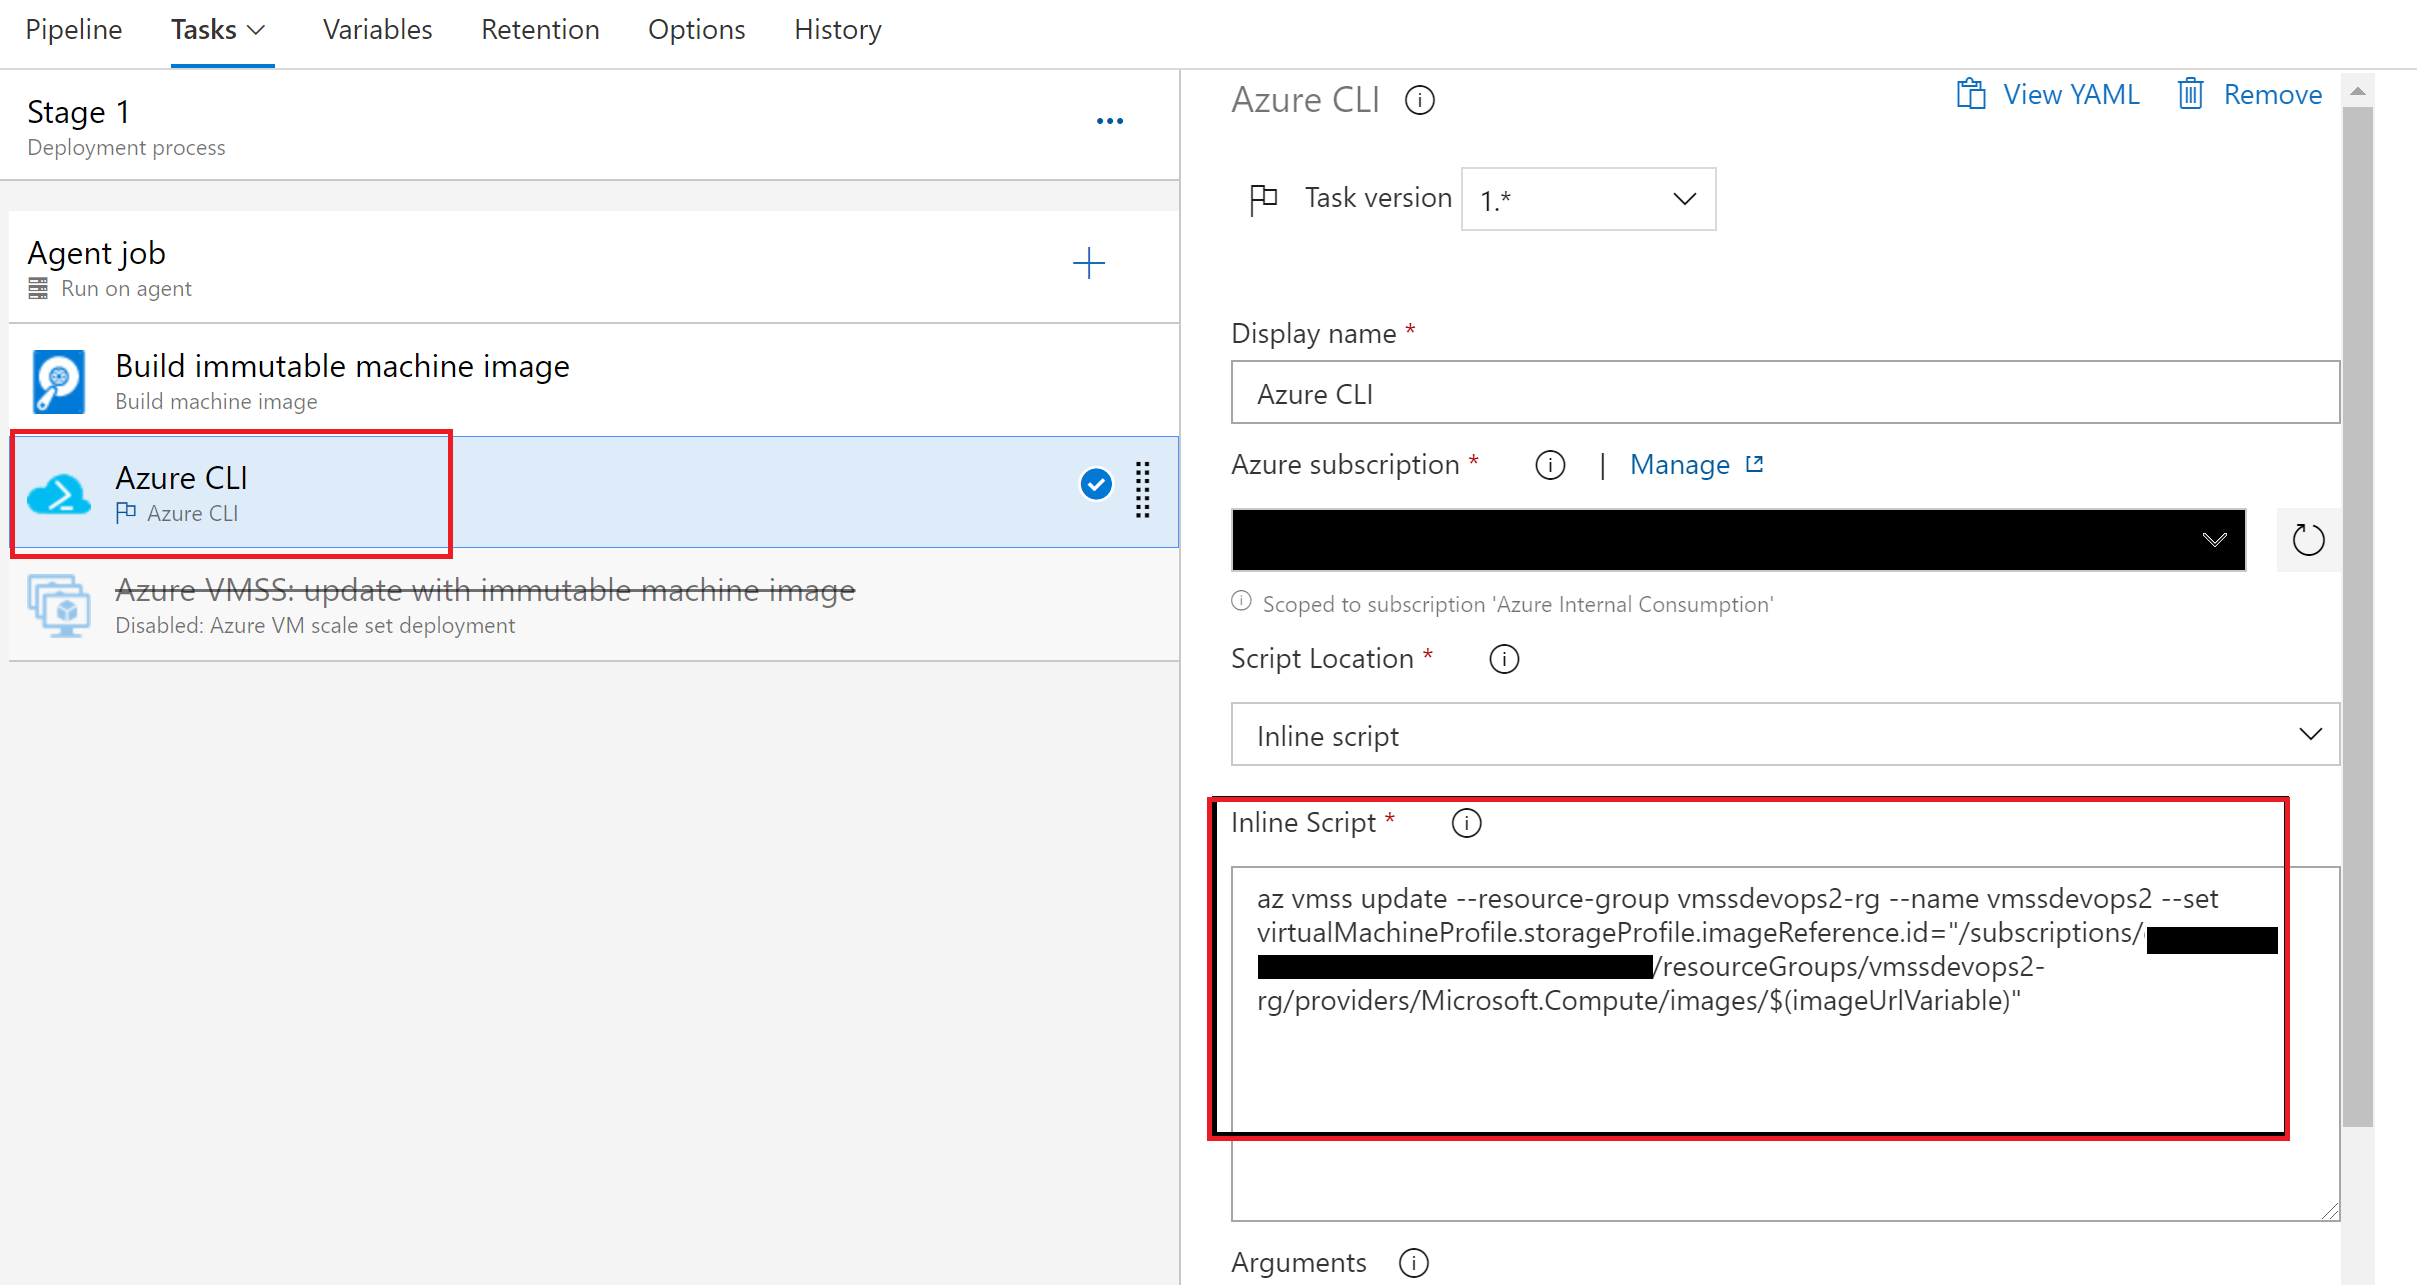 Pipeline Tasks Variables Retention Options History
Stage 1
Deployment process
Agent job
Run on agent
Build immutable machine image
Build machine image
Azure CLI
Azure CLI
Azure VMSS: update with immutable machine image
Disabled: Azure VM scale set deployment
Azure CLI
View YAML Remove
Task version 1.*
Display name *
Azure CLI
Azure subscription * | Manage
Scoped to subscription 'Azure Internal Consumption'
Script Location *
Inline script
Inline Script *
az vmss update --resource-group vmssdevops2-rg --name vmssdevops2 --set
virtualMachineProfile.storageProfile.imageReference.id="/subscriptions/
/resourceGroups/vmssdevops2-
rg/providers/Microsoft.Compute/images/$(imageUrlVariable)"
Arguments